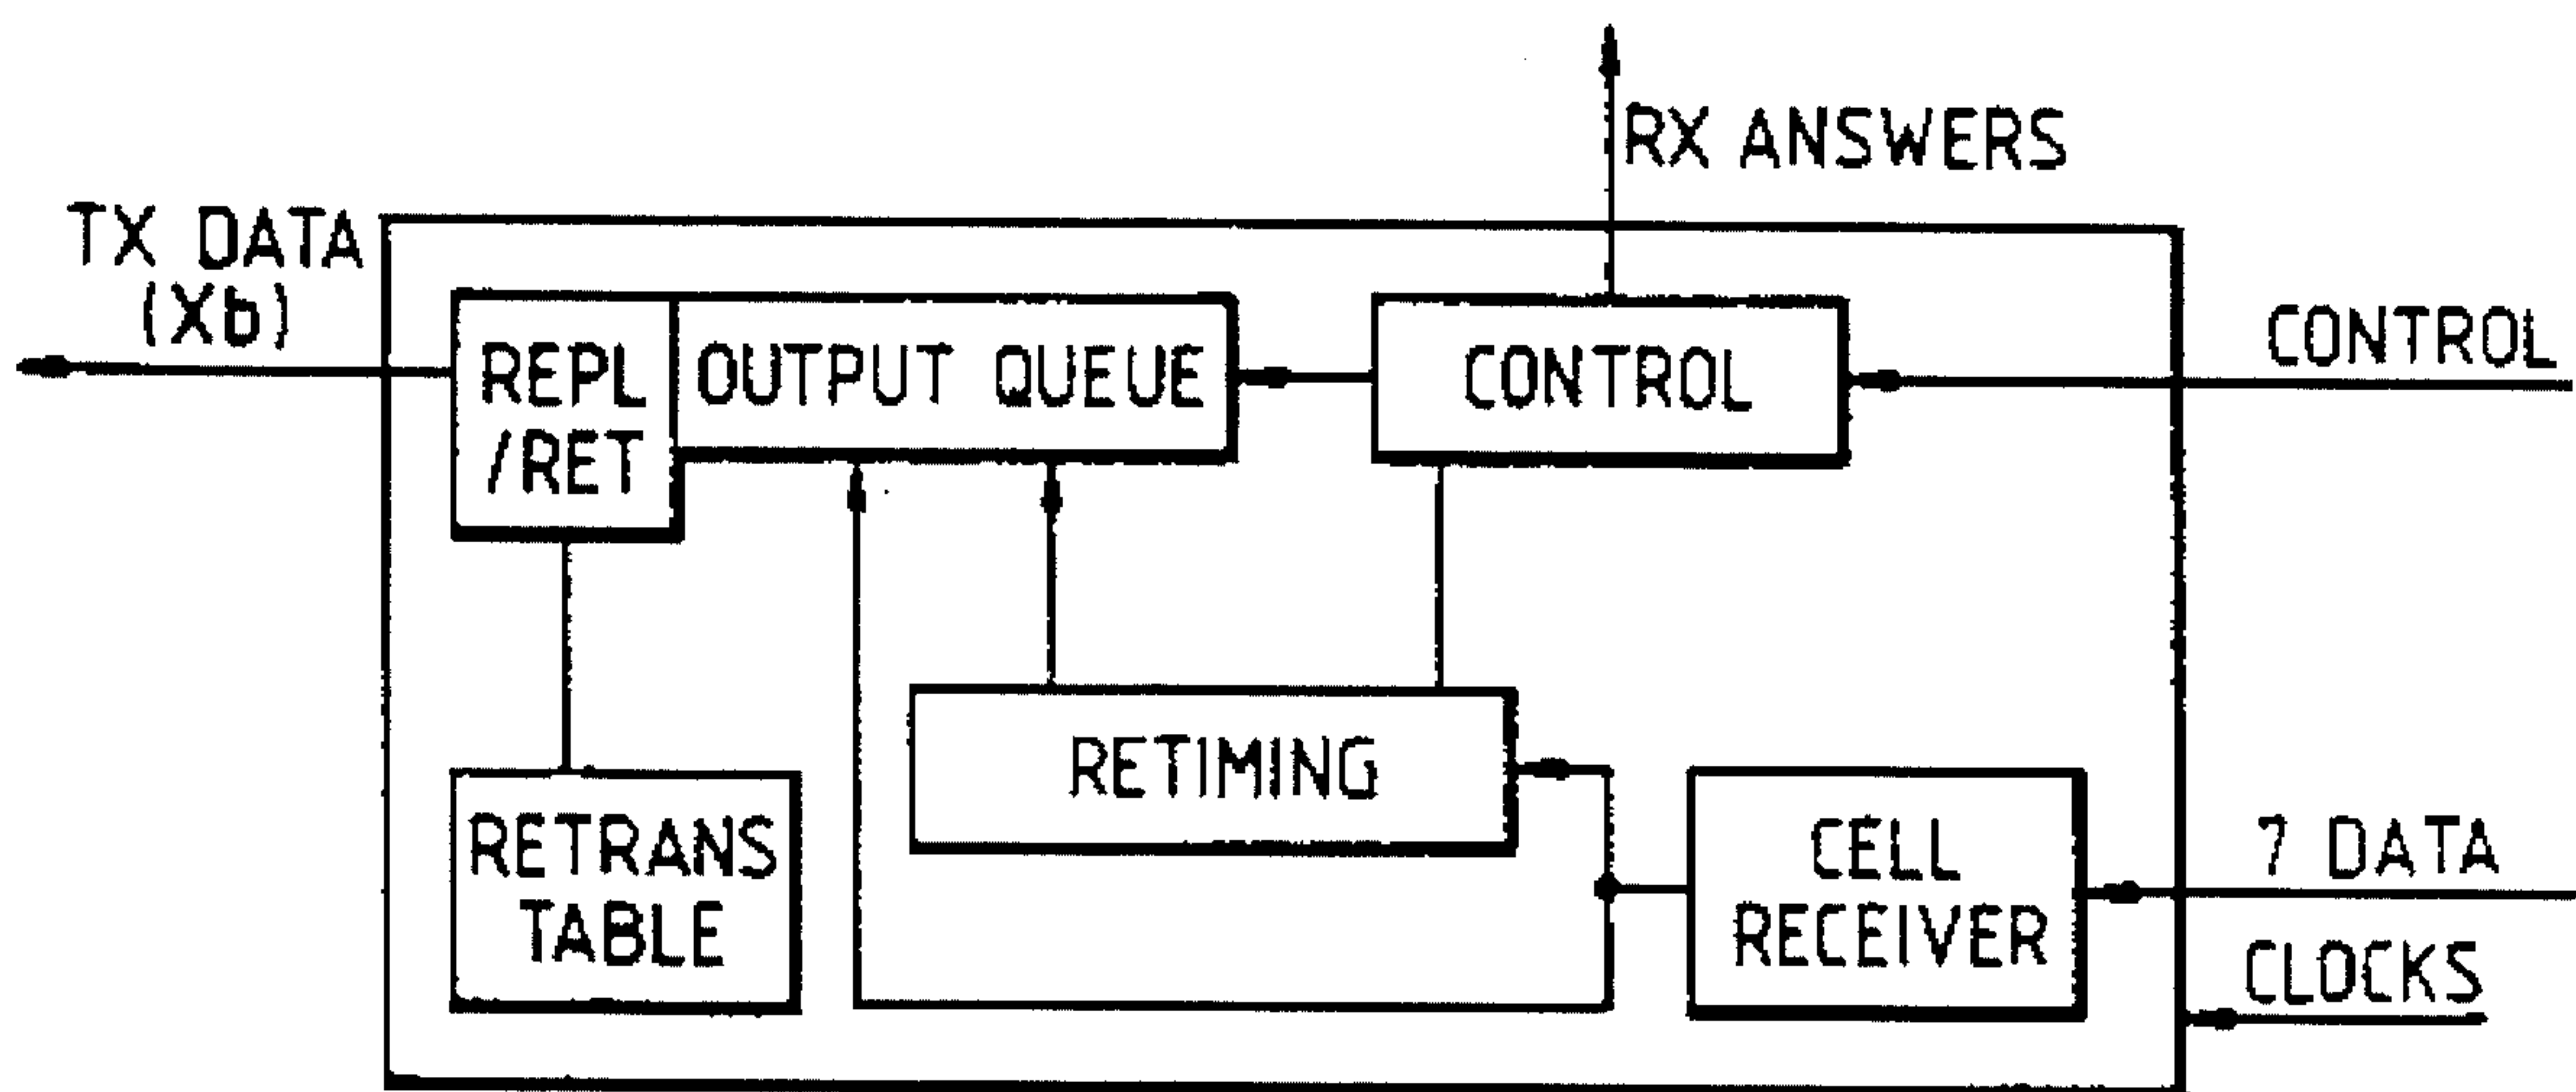 RX ANSWERS
TX DATA
(Xb)
REPL
/RET
OUTPUT QUEUE
CONTROL
CONTROL
RETIMING
RETRANS
TABLE
CELL
RECEIVER
7 DATA
CLOCKS